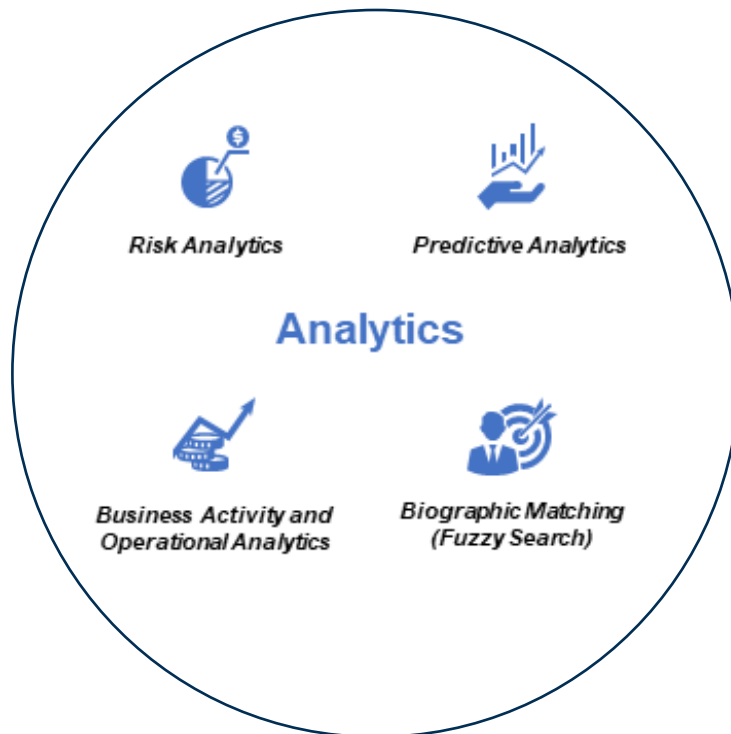 $
Risk Analytics
Predictive Analytics
Analytics
Business Activity and
Operational Analytics
Biographic Matching
(Fuzzy Search)